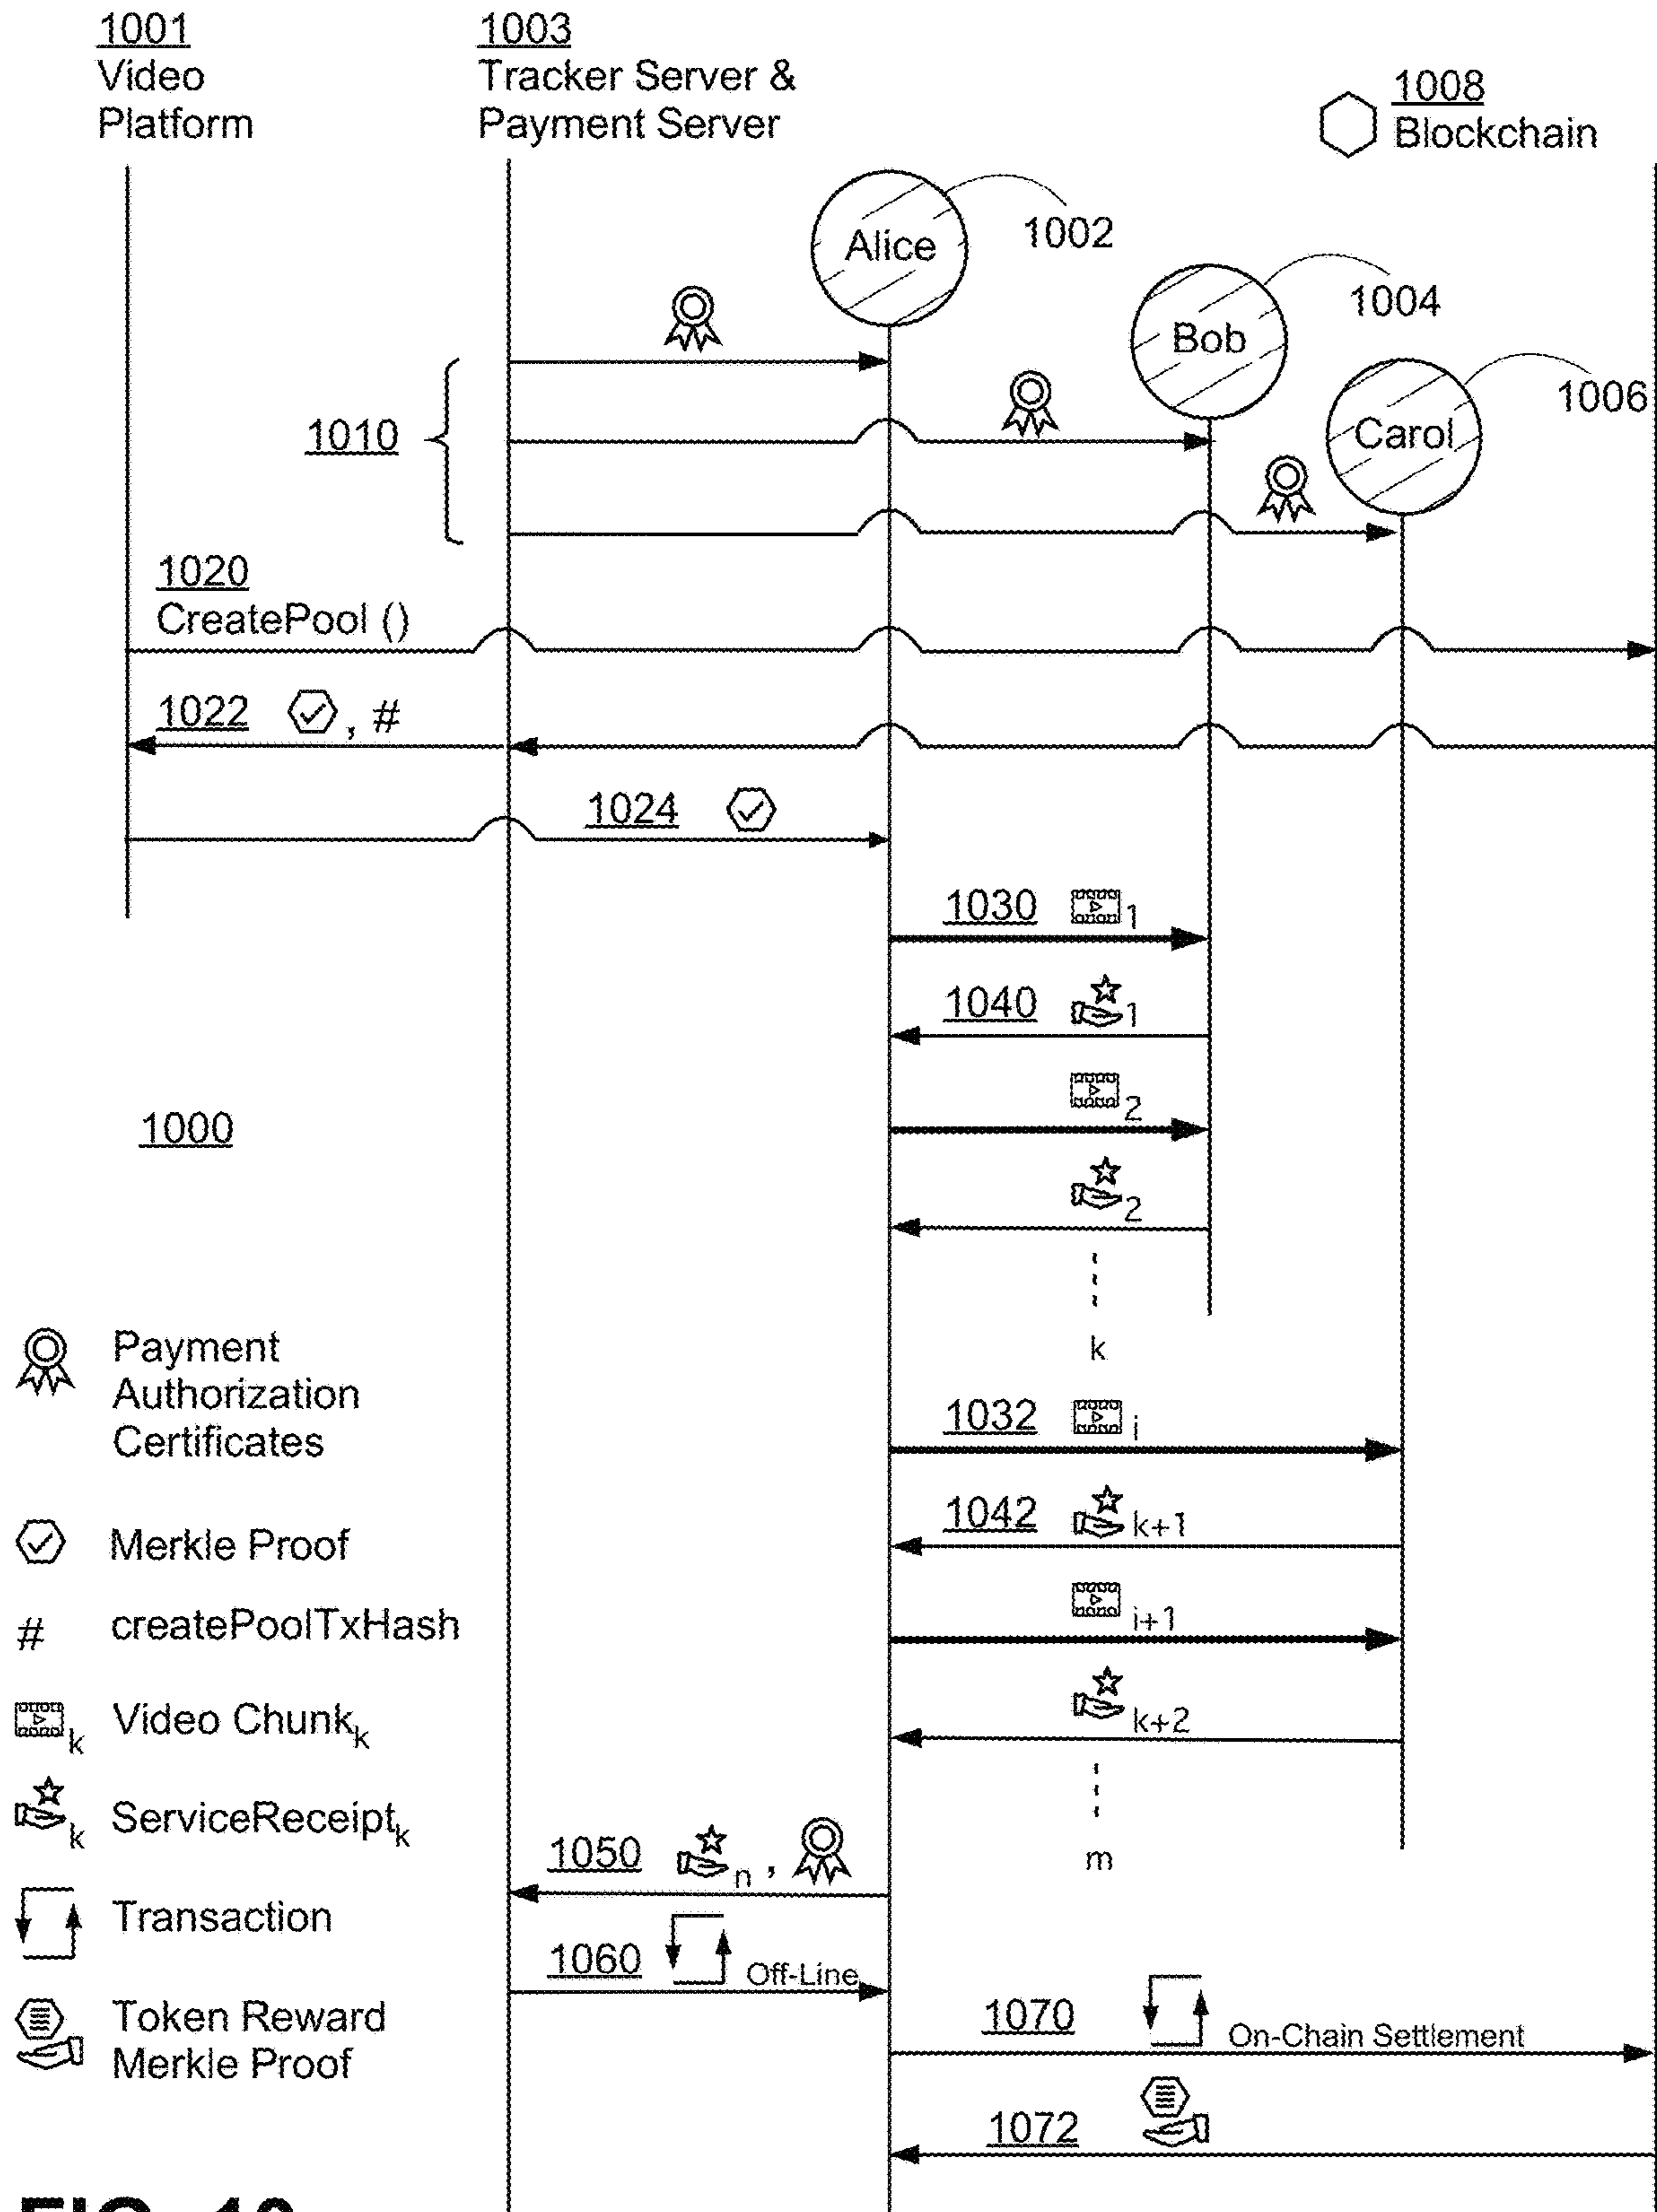 1001
Video
Platform
1003
Tracker Server &
Payment Server
1008
Blockchain
Alice
1002
Bob
1004
Carol
1006
1010
1020
CreatePool ()
1022 , #
1024
1030 1
1040 1
2
2
k
1000
1032 i
1042 k+1
i+1
k+2
m
Payment
Authorization
Certificates
Merkle Proof
# createPoolTxHash
k Video Chunkk
k ServiceReceiptk
Transaction
Token Reward
Merkle Proof
1050 n ,
1060 Off-Line
1070 On-Chain Settlement
1072